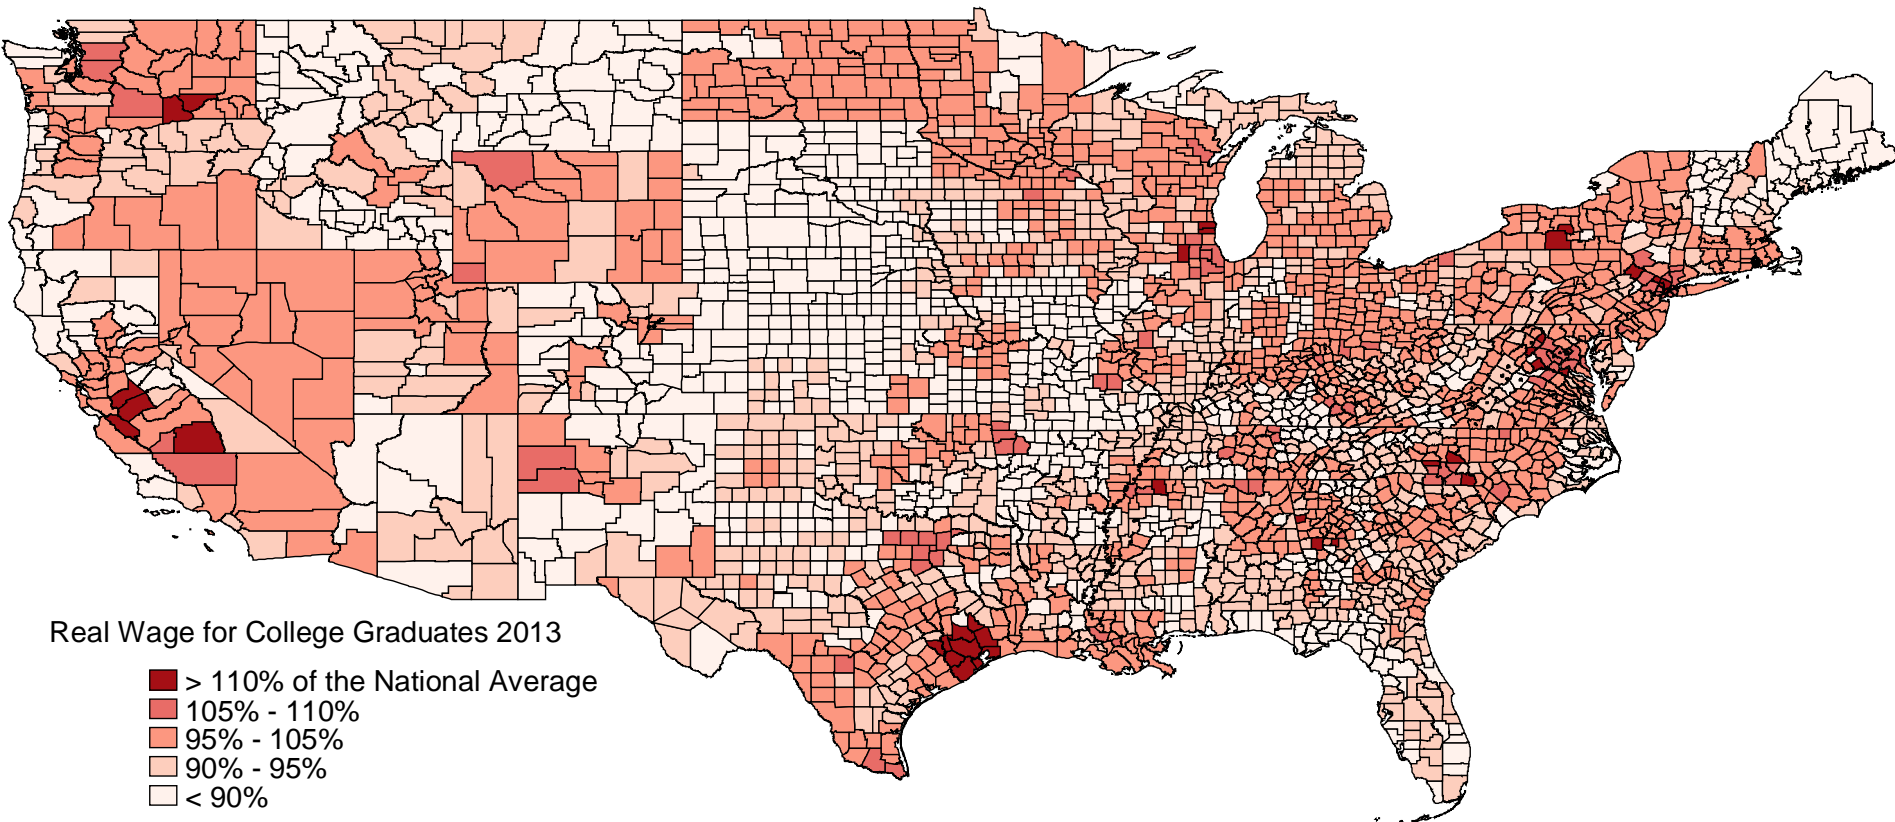 Real Wage for College Graduates 2013
> 110% of the National Average
105% - 110%
95% - 105%
90% - 95%
< 90%